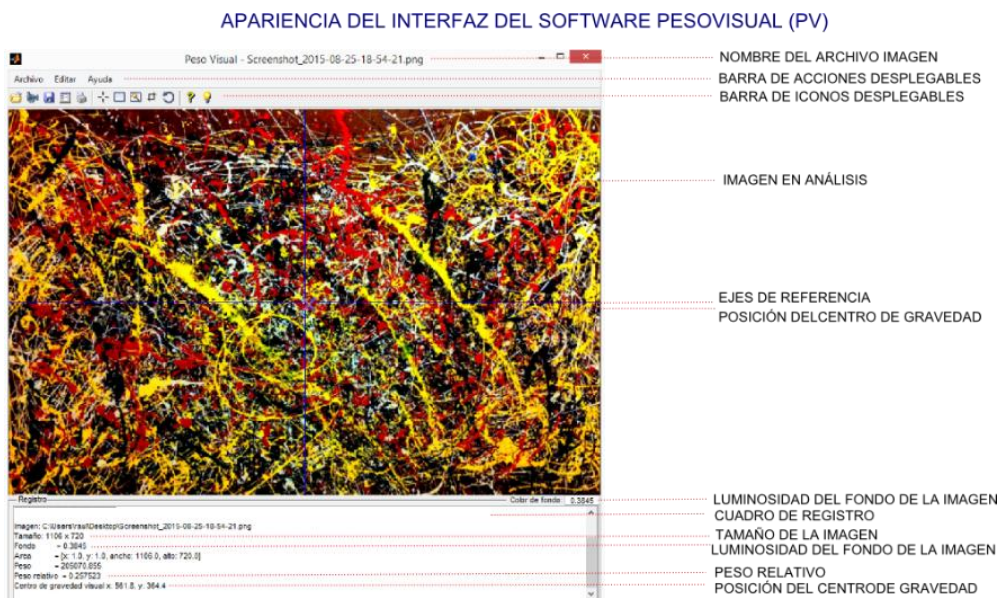 APARIENCIA DEL INTERFAZ DEL SOFTWARE PESOVISUAL (PV)
Peso Visual - Screenshot_2015-08-25-18-54-21.png
NOMBRE DEL ARCHIVO IMAGEN
Archivo Editar Ayuda
BARRA DE ACCIONES DESPLEGABLES
BARRA DE ICONOS DESPLEGABLES
IMAGEN EN ANÁLISIS
EJES DE REFERENCIA
POSICIÓN DELCENTRO DE GRAVEDAD
Registro
Color de fondo 0.3845
LUMINOSIDAD DEL FONDO DE LA IMAGEN
CUADRO DE REGISTRO
Imagen: C:\Users\raul\Desktop\Screenshot_2015-08-25-18-54-21.png
Tamaño: 1106 x 720
TAMAÑO DE LA IMAGEN
Fondo = 0.3845
LUMINOSIDAD DEL FONDO DE LA IMAGEN
Area = [x: 1.0, y: 1.0, ancho: 1106.0, alto: 720.0]
Peso = 205070.855
Peso relativo = 0.257523
PESO RELATIVO
Centro de gravedad visual x: 561.8, y: 364.4
POSICIÓN DEL CENTRODE GRAVEDAD